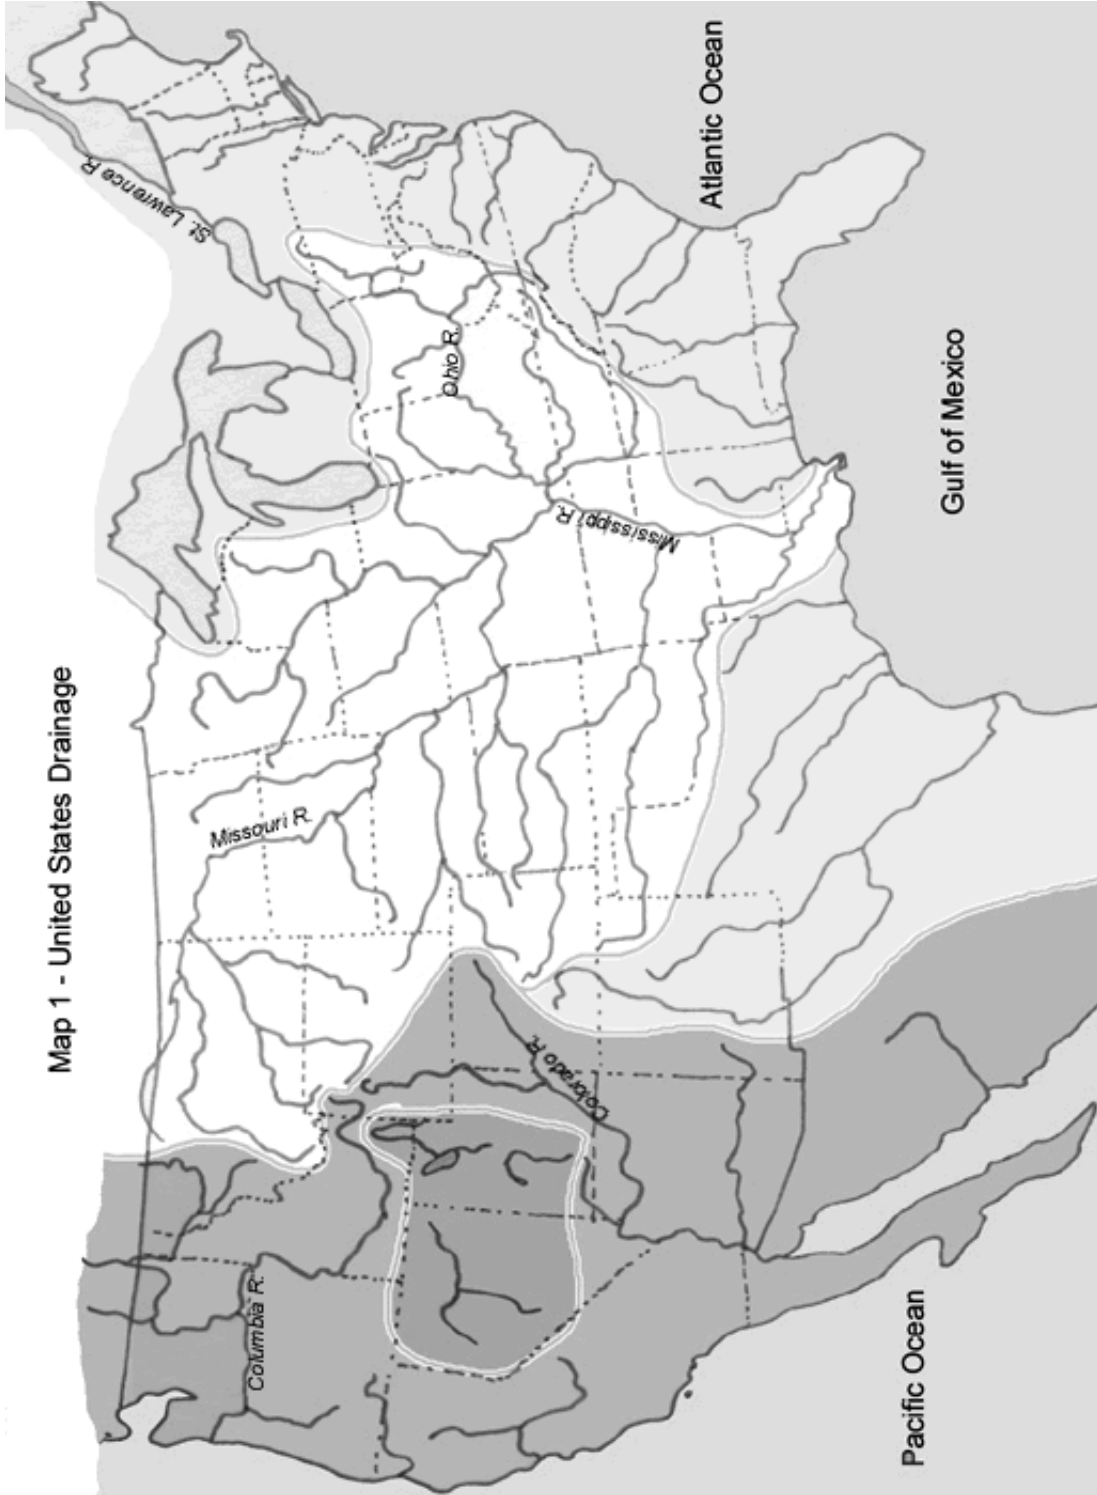 Map 1 - United States Drainage
St. Lawrence R.
Missouri R.
Ohio R.
Mississippi R.
Columbia R.
Colorado R.
Atlantic Ocean
Gulf of Mexico
Pacific Ocean